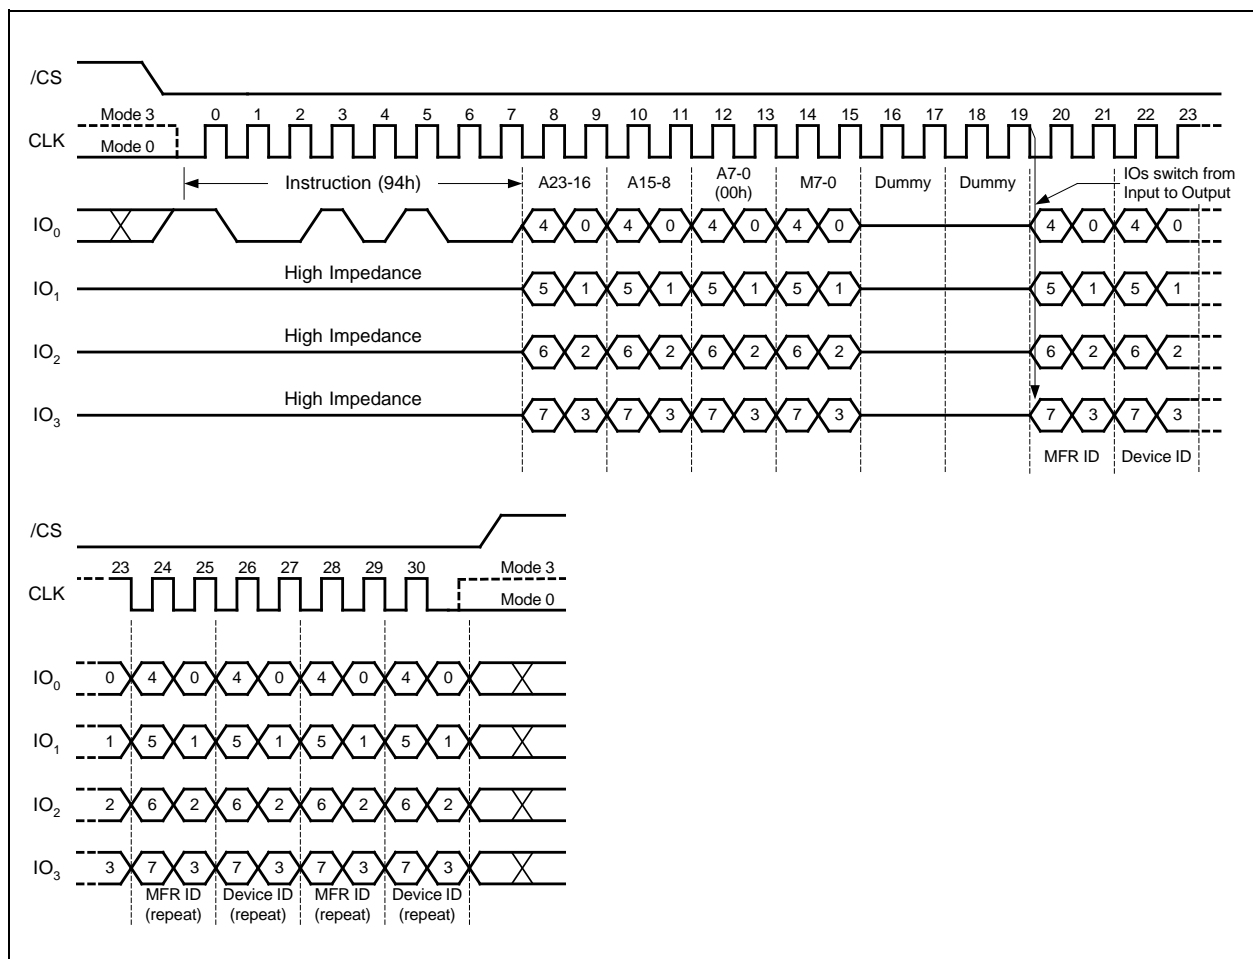 /CS
Mode 3
0 1 2 3 4 5 6 7 8 9 10 11 12 13 14 15 16 17 18 19 20 21 22 23
CLK
Mode 0
Instruction (94h)
A23-16
A15-8
A7-0
(00h)
M7-0
Dummy
Dummy
IOs switch from
Input to Output
IO0
4 0 4 0 4 0 4 0 4 0 4 0
High Impedance
IO1
5 1 5 1 5 1 5 1 5 1 5 1
High Impedance
IO2
6 2 6 2 6 2 6 2 6 2 6 2
High Impedance
IO3
7 3 7 3 7 3 7 3 7 3 7 3
MFR ID
Device ID
/CS
23 24 25 26 27 28 29 30
Mode 3
CLK
Mode 0
IO0
0 4 0 4 0 4 0 4 0
IO1
1 5 1 5 1 5 1 5 1
IO2
2 6 2 6 2 6 2 6 2
IO3
3 7 3 7 3 7 3 7 3
MFR ID
(repeat)
Device ID
(repeat)
MFR ID
(repeat)
Device ID
(repeat)